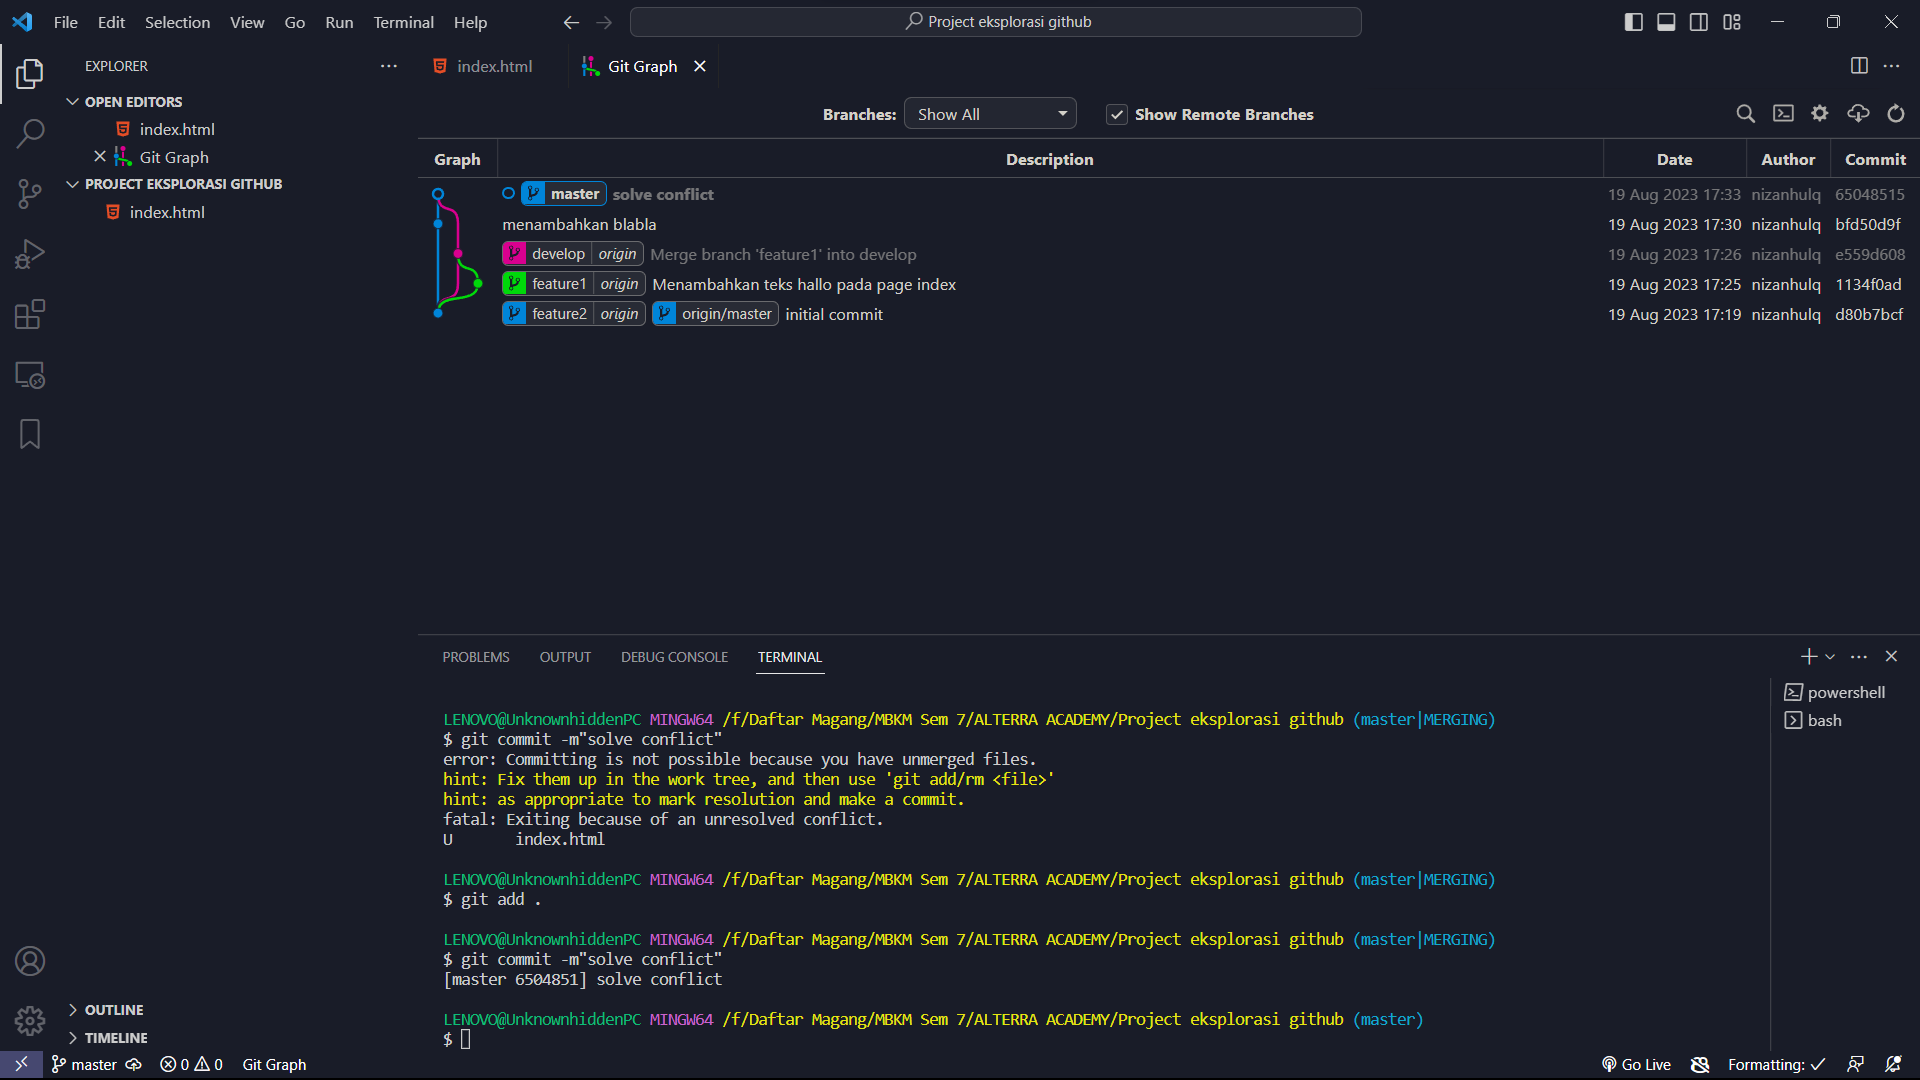 File Edit Selection View Go Run Terminal Help
Project eksplorasi github
EXPLORER
OPEN EDITORS
index.html
Git Graph
PROJECT EKSPLORASI GITHUB
index.html
OUTLINE
TIMELINE
index.html
Git Graph
Branches: Show All Show Remote Branches
Graph Description Date Author Commit
master solve conflict 19 Aug 2023 17:33 nizanhulq 65048515
menambahkan blabla 19 Aug 2023 17:30 nizanhulq bfd50d9f
develop origin Merge branch 'feature1' into develop 19 Aug 2023 17:26 nizanhulq e559d608
feature1 origin Menambahkan teks hallo pada page index 19 Aug 2023 17:25 nizanhulq 1134f0ad
feature2 origin origin/master initial commit 19 Aug 2023 17:19 nizanhulq d80b7bcf
PROBLEMS OUTPUT DEBUG CONSOLE TERMINAL
LENOVO@UnknownhiddenPC MINGW64 /f/Daftar Magang/MBKM Sem 7/ALTERRA ACADEMY/Project eksplorasi github (master|MERGING)
$ git commit -m"solve conflict"
error: Committing is not possible because you have unmerged files.
hint: Fix them up in the work tree, and then use 'git add/rm <file>'
hint: as appropriate to mark resolution and make a commit.
fatal: Exiting because of an unresolved conflict.
U       index.html
LENOVO@UnknownhiddenPC MINGW64 /f/Daftar Magang/MBKM Sem 7/ALTERRA ACADEMY/Project eksplorasi github (master|MERGING)
$ git add .
LENOVO@UnknownhiddenPC MINGW64 /f/Daftar Magang/MBKM Sem 7/ALTERRA ACADEMY/Project eksplorasi github (master|MERGING)
$ git commit -m"solve conflict"
[master 6504851] solve conflict
LENOVO@UnknownhiddenPC MINGW64 /f/Daftar Magang/MBKM Sem 7/ALTERRA ACADEMY/Project eksplorasi github (master)
$
powershell
bash
master 0 0 Git Graph Go Live Formatting: